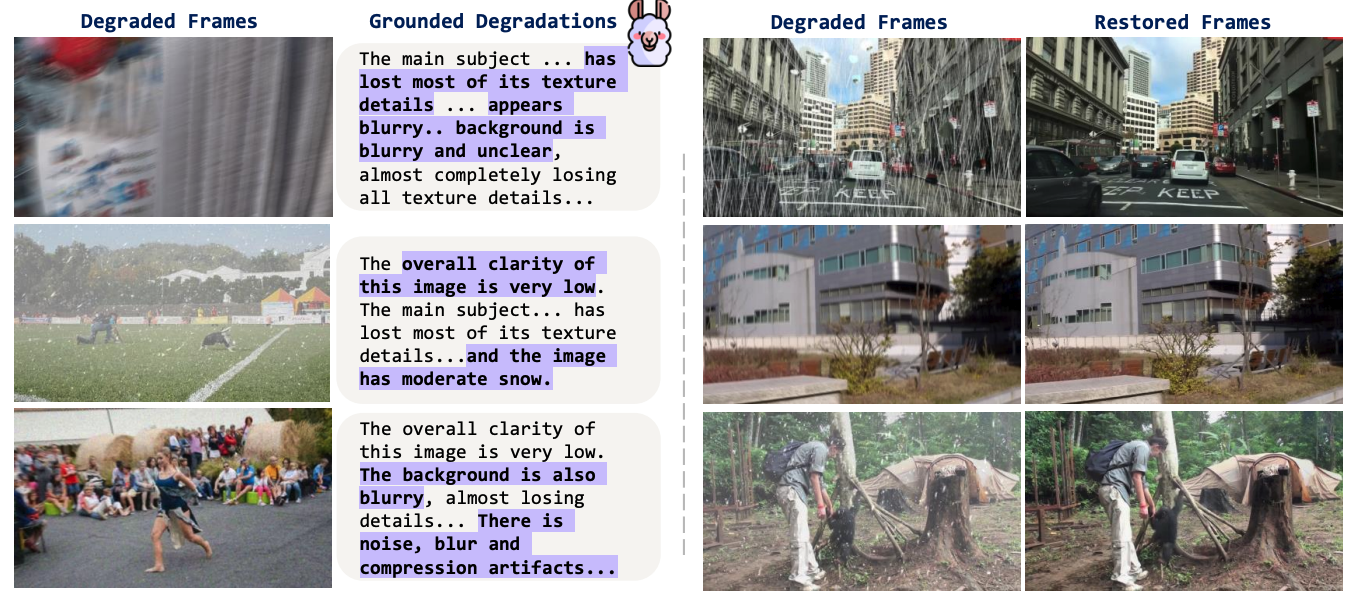 Degraded Frames
Grounded Degradations
Degraded Frames
Restored Frames
The main subject ... has
lost most of its texture
details ... appears
blurry.. background is
blurry and unclear,
almost completely losing
all texture details...
The overall clarity of
this image is very low.
The main subject... has
lost most of its texture
details...and the image
has moderate snow.
The overall clarity of
this image is very low.
The background is also
blurry, almost losing
details... There is
noise, blur and
compression artifacts...
KEEP
KEEP